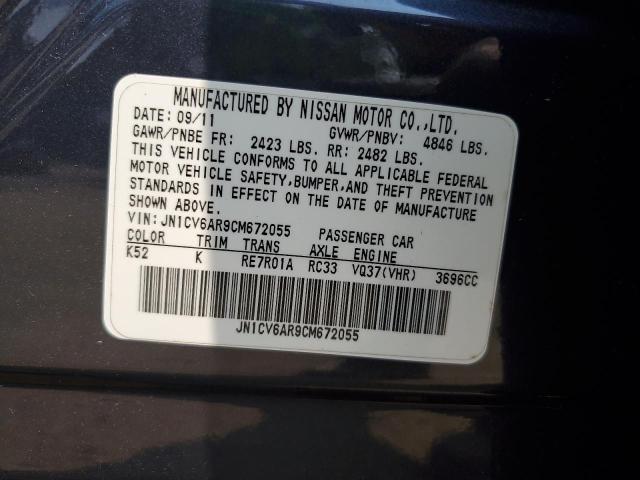 MANUFACTURED BY NISSAN MOTOR CO.,LTD.
DATE: 09/11 GVWR/PNBV: 4846 LBS.
GAWR/PNBE FR: 2423 LBS. RR: 2482 LBS.
THIS VEHICLE CONFORMS TO ALL APPLICABLE FEDERAL
MOTOR VEHICLE SAFETY,BUMPER,AND THEFT PREVENTION
STANDARDS IN EFFECT ON THE DATE OF MANUFACTURE
SHOWN ABOVE.
VIN: JN1CV6AR9CM672055 PASSENGER CAR
COLOR TRIM TRANS AXLE ENGINE
K52 K RE7R01A RC33 VQ37(VHR) 3696CC
JN1CV6AR9CM672055